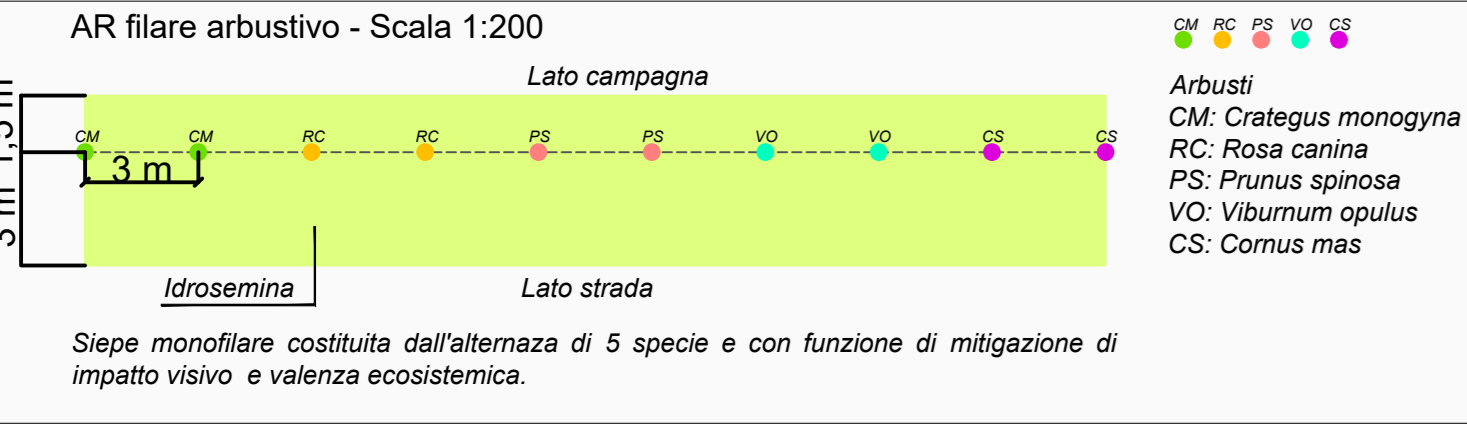 AR filare arbustivo - Scala 1:200
CM RC PS VO CS
Lato campagna
Arbusti
CM: Crategus monogyna
RC: Rosa canina
PS: Prunus spinosa
VO: Viburnum opulus
CS: Cornus mas
1,5 m
CM CM RC RC PS PS VO VO CS CS
3 m
3 m
Idrosemina
Lato strada
Siepe monofilare costituita dall'alternaza di 5 specie e con funzione di mitigazione di
impatto visivo e valenza ecosistemica.